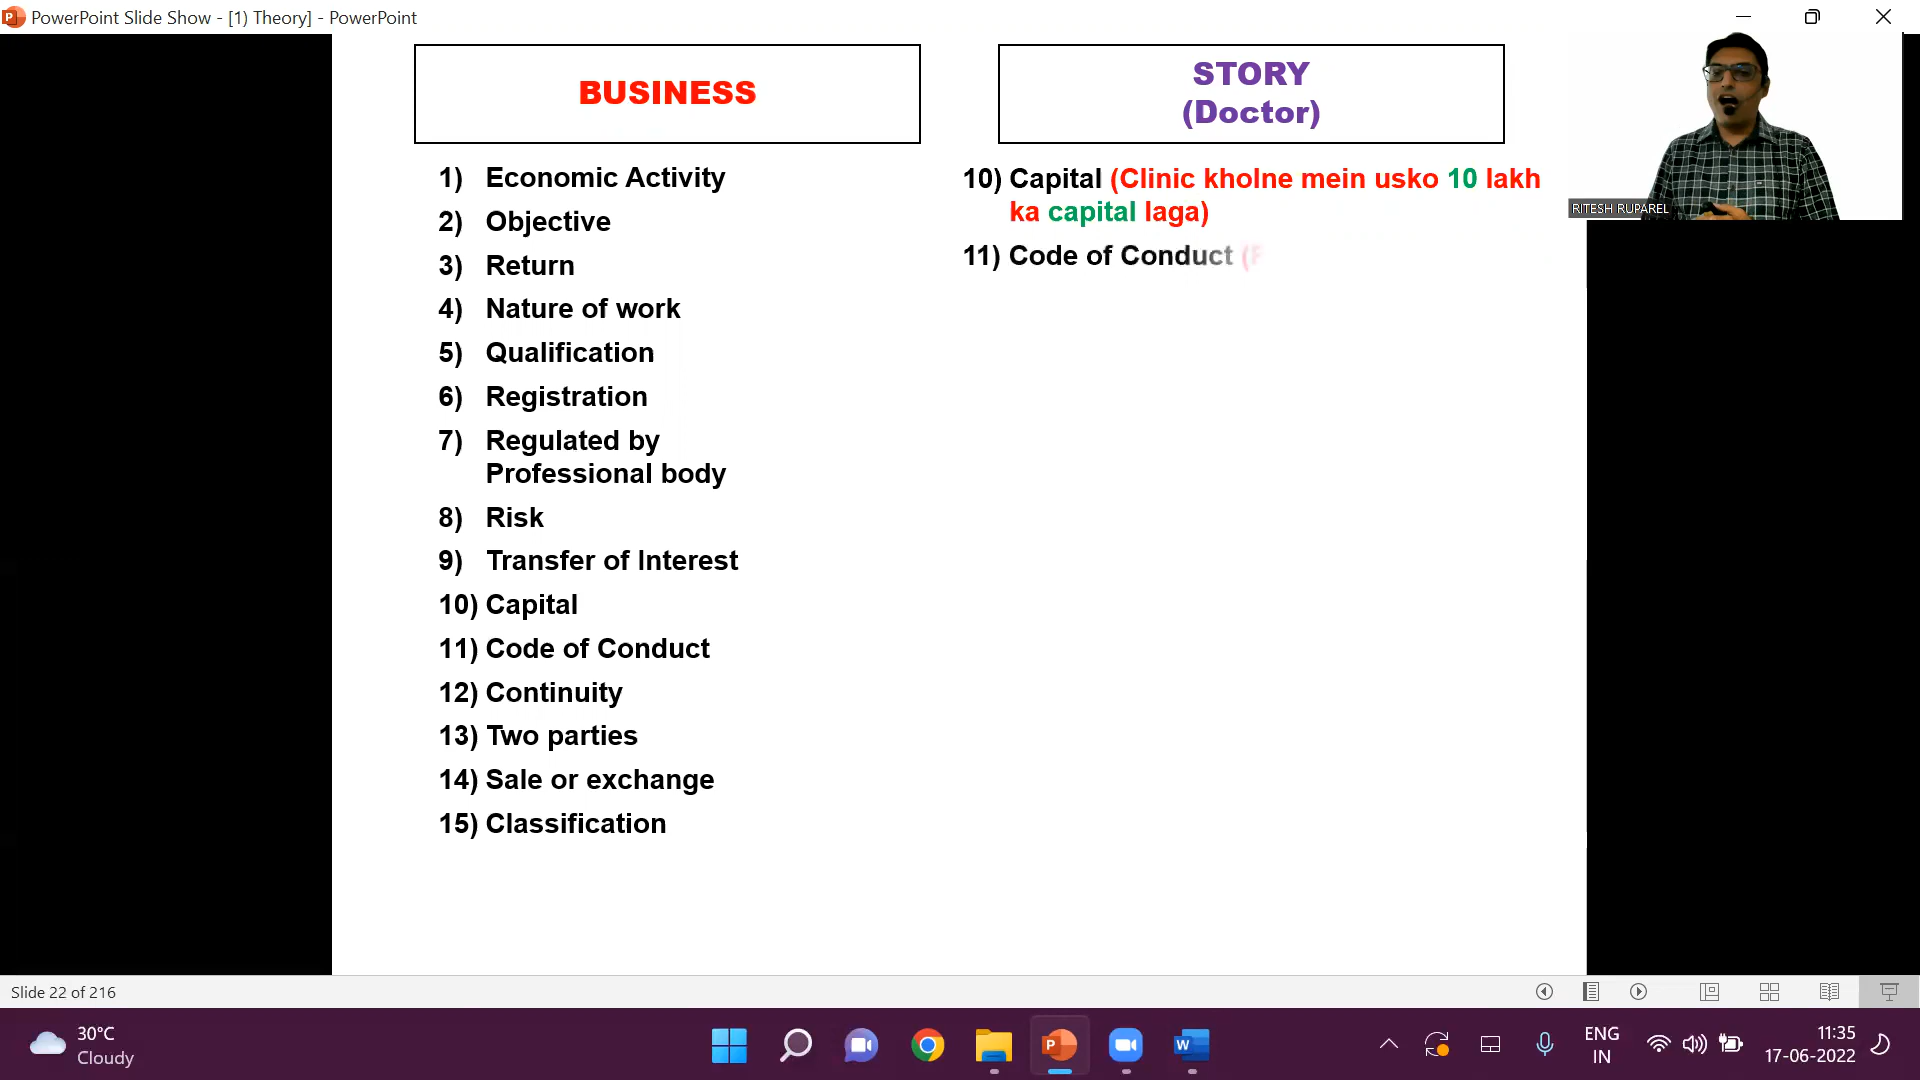 PowerPoint Slide Show - [1) Theory] - PowerPoint
BUSINESS
STORY
(Doctor)
1) Economic Activity
2) Objective
3) Return
4) Nature of work
5) Qualification
6) Registration
7) Regulated by
Professional body
8) Risk
9) Transfer of Interest
10) Capital
11) Code of Conduct
12) Continuity
13) Two parties
14) Sale or exchange
15) Classification
10) Capital (Clinic kholne mein usko 10 lakh
ka capital laga)
11) Code of Conduct
RITESH RUPAREL
Slide 22 of 216
30°C
Cloudy
ENG
IN
11:35
17-06-2022